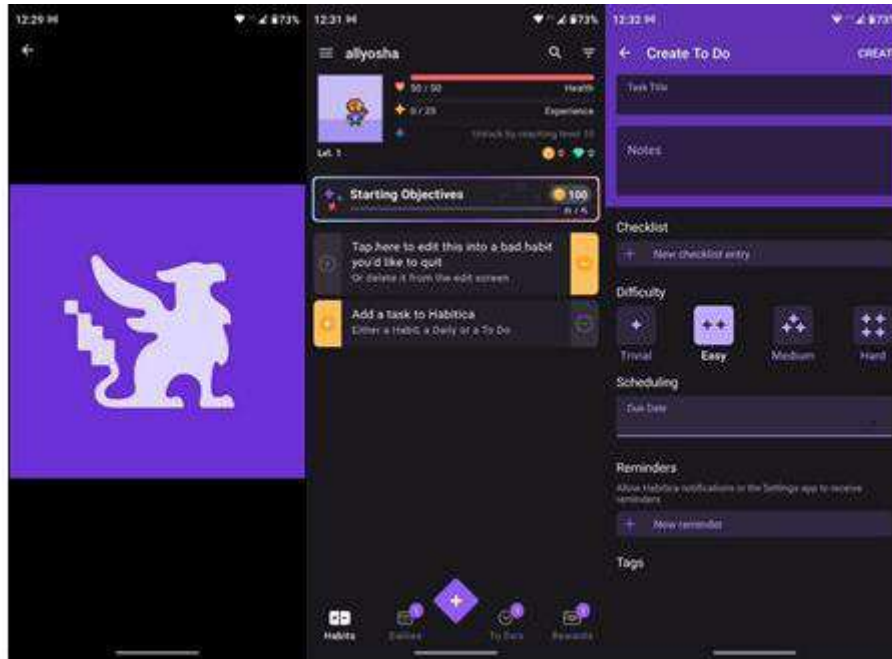 12:29
73%
12:31
73%
allyosha
50 / 50
Health
0 / 25
Experience
Unlock by reaching level 10
Lvl. 1
0
0
Starting Objectives
100
Tap here to edit this into a bad habit
you'd like to quit
Or delete it from the edit screen
Add a task to Habitica
Either a Habit, a Daily or a To Do
Habits
Dailies
To Do's
Rewards
12:32
73%
Create To Do
CREAT
Task Title
Notes
Checklist
New checklist entry
Difficulty
Trivial
Easy
Medium
Hard
Scheduling
Due Date
Reminders
Allow Habitica notifications in the Settings app to receive
reminders
New reminder
Tags